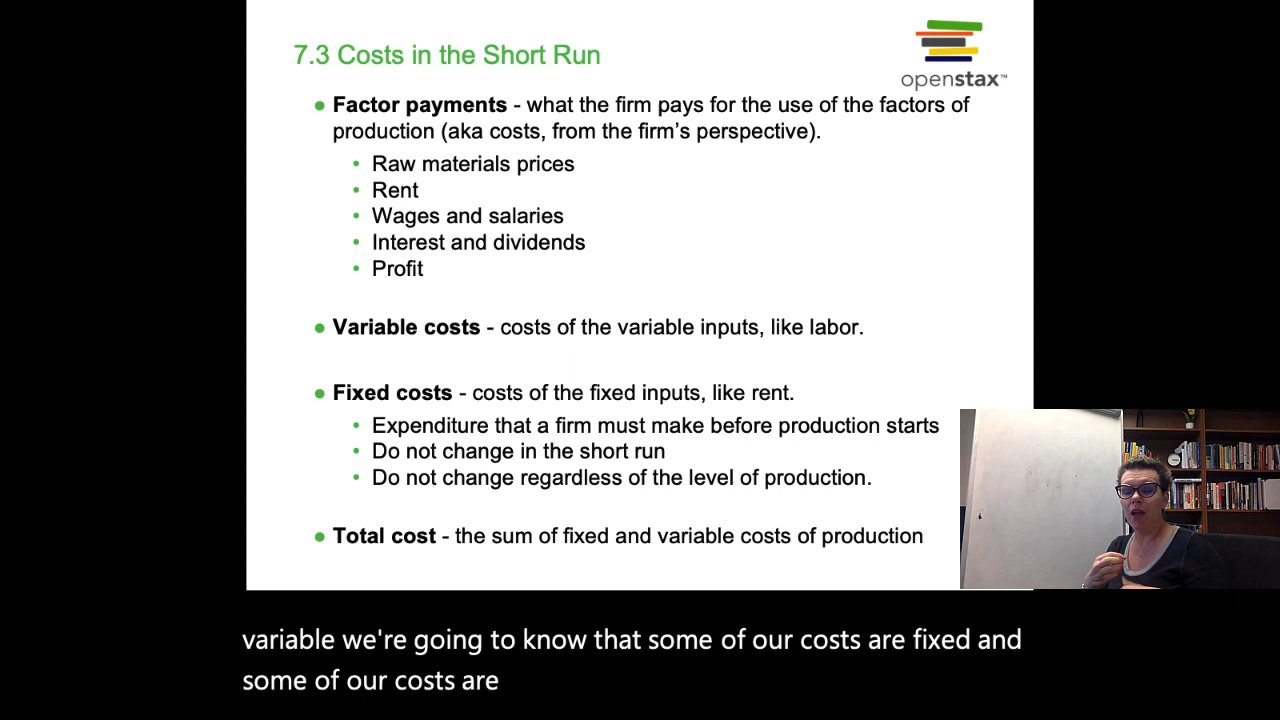 7.3 Costs in the Short Run
openstax™
● Factor payments - what the firm pays for the use of the factors of
production (aka costs, from the firm's perspective).
• Raw materials prices
• Rent
• Wages and salaries
• Interest and dividends
• Profit
● Variable costs - costs of the variable inputs, like labor.
● Fixed costs - costs of the fixed inputs, like rent.
• Expenditure that a firm must make before production starts
• Do not change in the short run
• Do not change regardless of the level of production.
● Total cost - the sum of fixed and variable costs of production
variable we're going to know that some of our costs are fixed and
some of our costs are